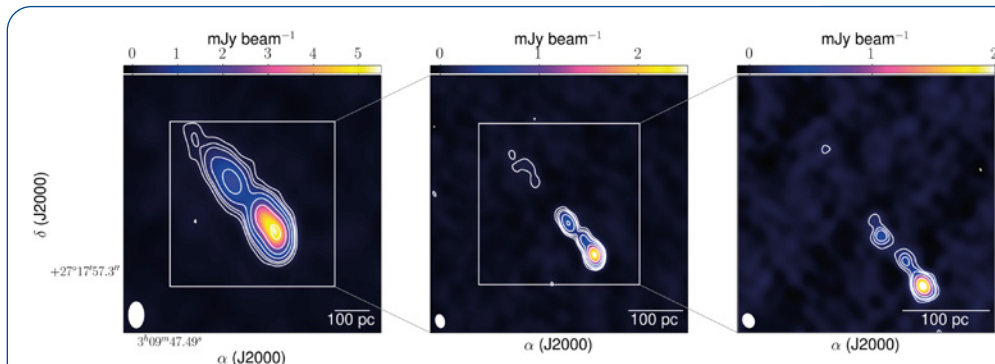 mJy beam⁻¹ mJy beam⁻¹ mJy beam⁻¹
0 1 2 3 4 5 0 1 2 0 1 2
δ (J2000)
+27°17′57.3″
100 pc 100 pc 100 pc
3ʰ09ᵐ47.49ˢ
α (J2000) α (J2000) α (J2000)